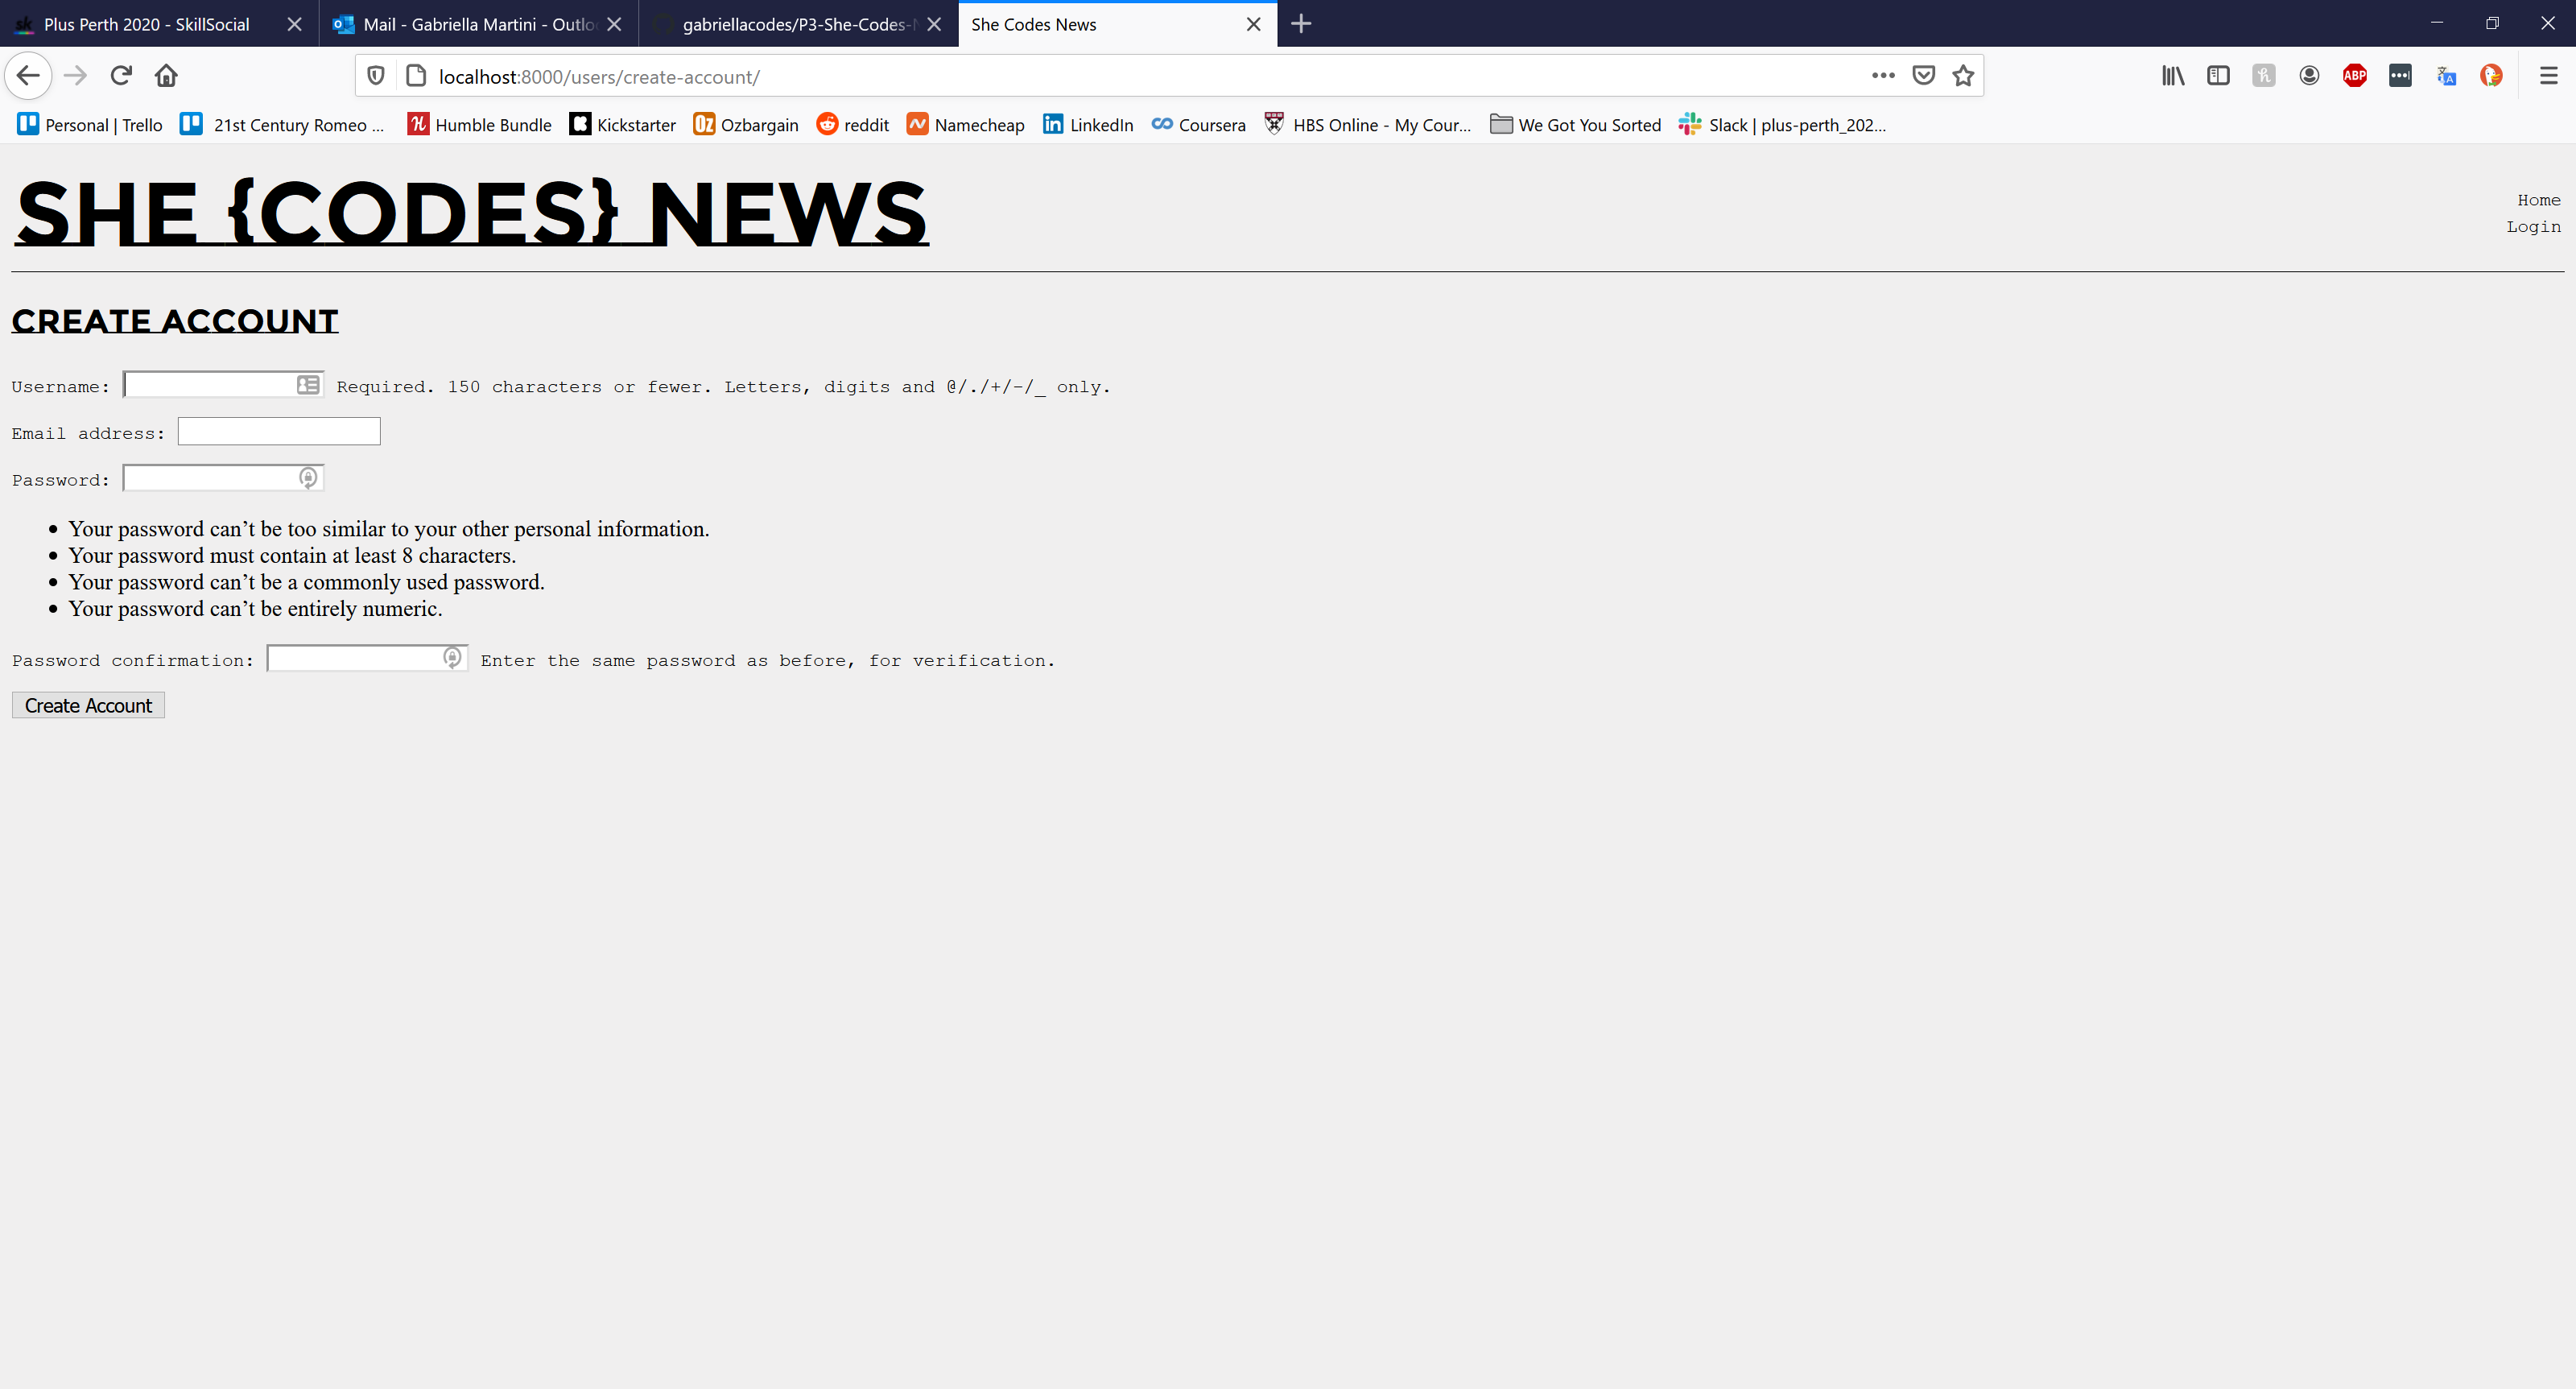 Plus Perth 2020 - SkillSocial
Mail - Gabriella Martini - Outlo
gabriellacodes/P3-She-Codes-
She Codes News
localhost:8000/users/create-account/
ABP
Personal | Trello
21st Century Romeo ...
Humble Bundle
Kickstarter
Ozbargain
reddit
Namecheap
LinkedIn
Coursera
HBS Online - My Cour...
We Got You Sorted
Slack | plus-perth_202...
SHE {CODES} NEWS
Home
Login
CREATE ACCOUNT
Username: Required. 150 characters or fewer. Letters, digits and @/./+/-/_ only.
Email address:
Password:
Your password can’t be too similar to your other personal information.
Your password must contain at least 8 characters.
Your password can’t be a commonly used password.
Your password can’t be entirely numeric.
Password confirmation: Enter the same password as before, for verification.
Create Account